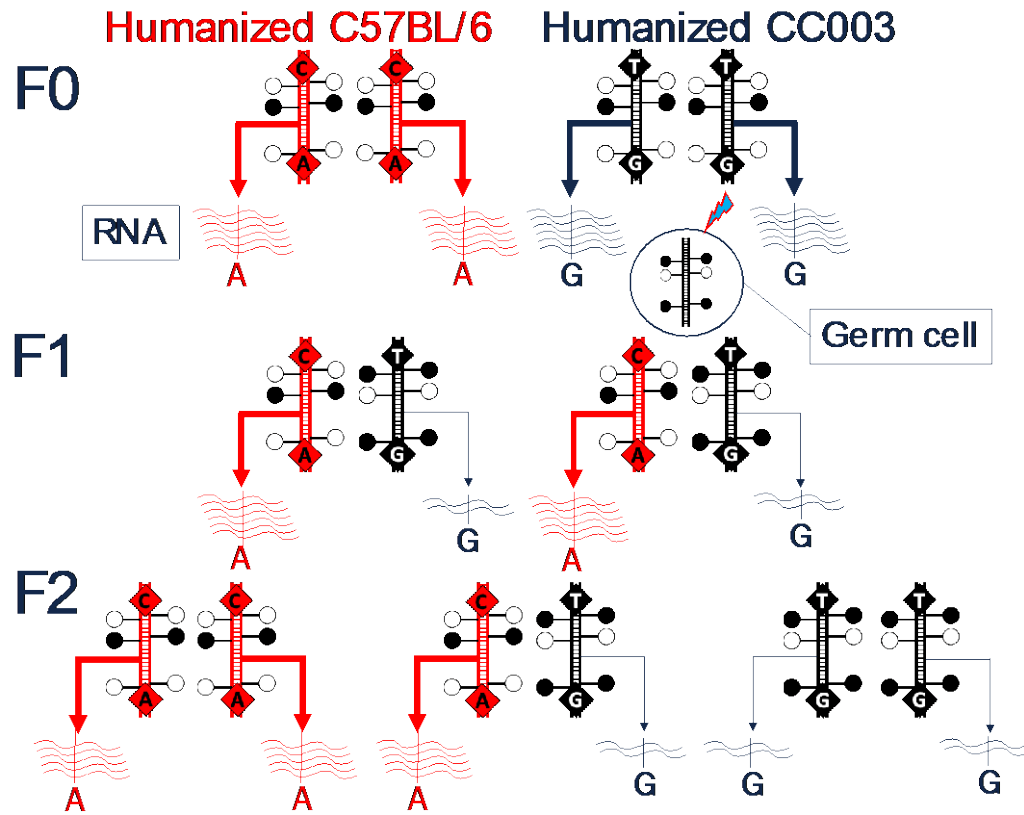 Humanized C57BL/6 Humanized CC003
F0
C C T T
A A G G
RNA
A A G G
Germ cell
F1
C T C T
A G A G
A G A G
F2
C C C T T T
A A A G G G
A A A G G G